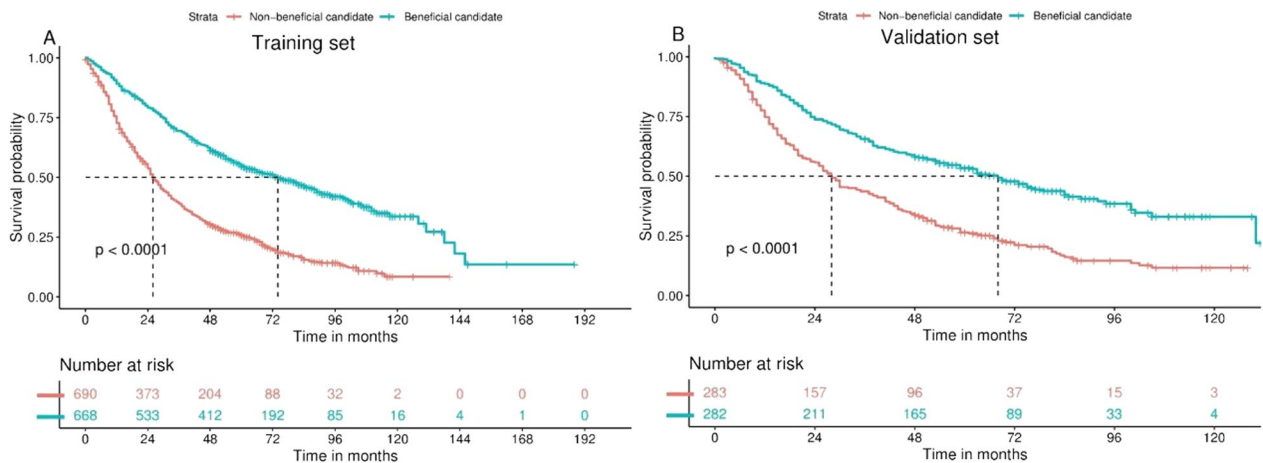 Strata Non-beneficial candidate Beneficial candidate
A Training set
1.00
0.75
0.50
0.25
0.00
Survival probability
p < 0.0001
0 24 48 72 96 120 144 168 192
Time in months
Number at risk
690 373 204 88 32 2 0 0 0
668 533 412 192 85 16 4 1 0
0 24 48 72 96 120 144 168 192
Time in months
Strata Non-beneficial candidate Beneficial candidate
B Validation set
1.00
0.75
0.50
0.25
0.00
Survival probability
p < 0.0001
0 24 48 72 96 120
Time in months
Number at risk
283 157 96 37 15 3
282 211 165 89 33 4
0 24 48 72 96 120
Time in months